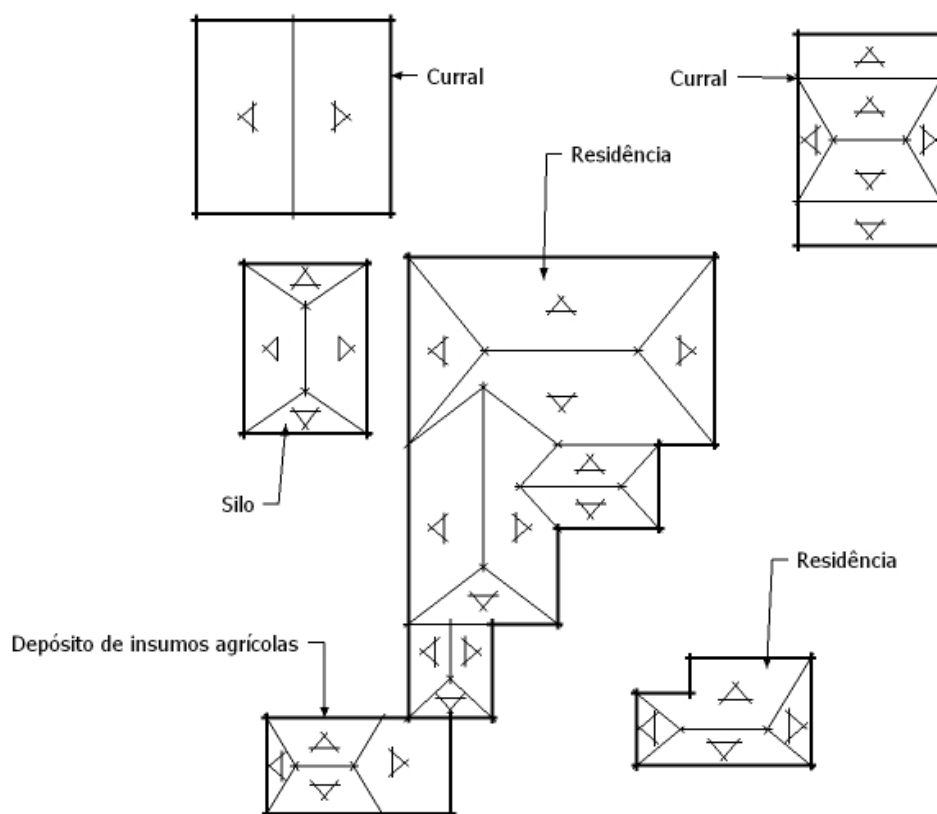 Curral
Curral
Residência
Silo
Residência
Depósito de insumos agrícolas